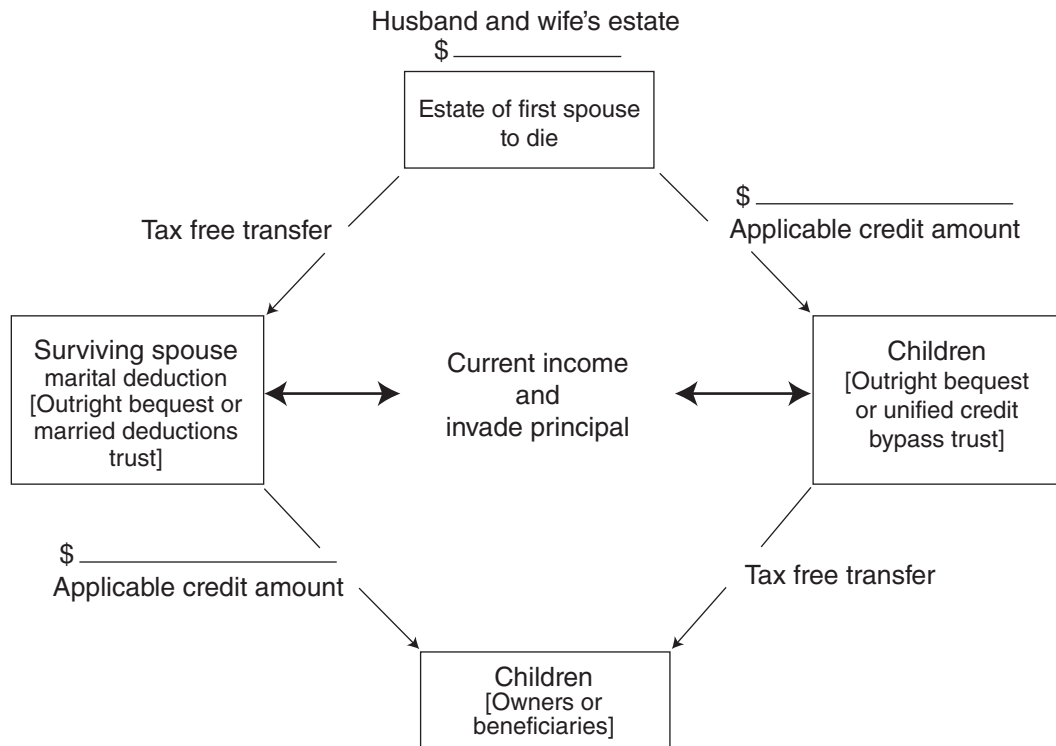 Husband and wife's estate
$
Estate of first spouse
to die
$
Tax free transfer
Applicable credit amount
Surviving spouse
marital deduction
[Outright bequest or
married deductions
trust]
Current income
and
invade principal
Children
[Outright bequest
or unified credit
bypass trust]
$
Applicable credit amount
Tax free transfer
Children
[Owners or
beneficiaries]